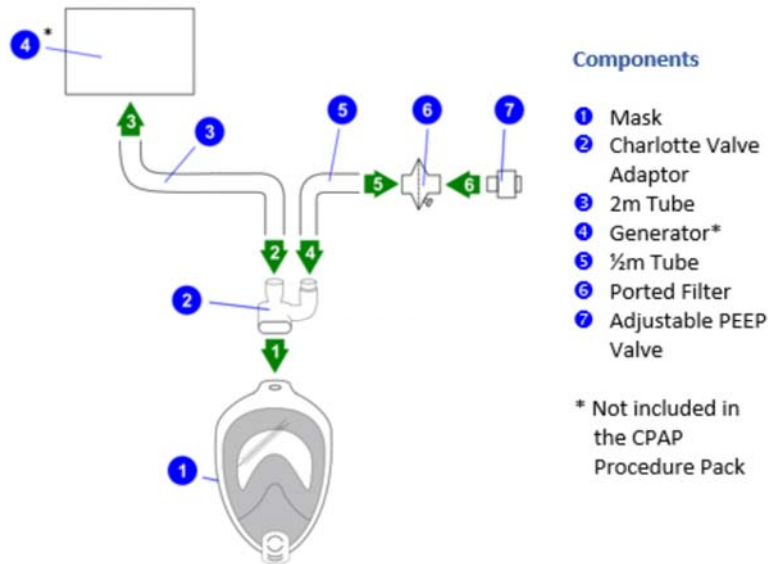 4
*
3
3
5
6
7
5
6
2
4
2
1
1
Components
1 Mask
2 Charlotte Valve
Adaptor
3 2m Tube
4 Generator*
5 ½m Tube
6 Ported Filter
7 Adjustable PEEP
Valve
* Not included in
the CPAP
Procedure Pack